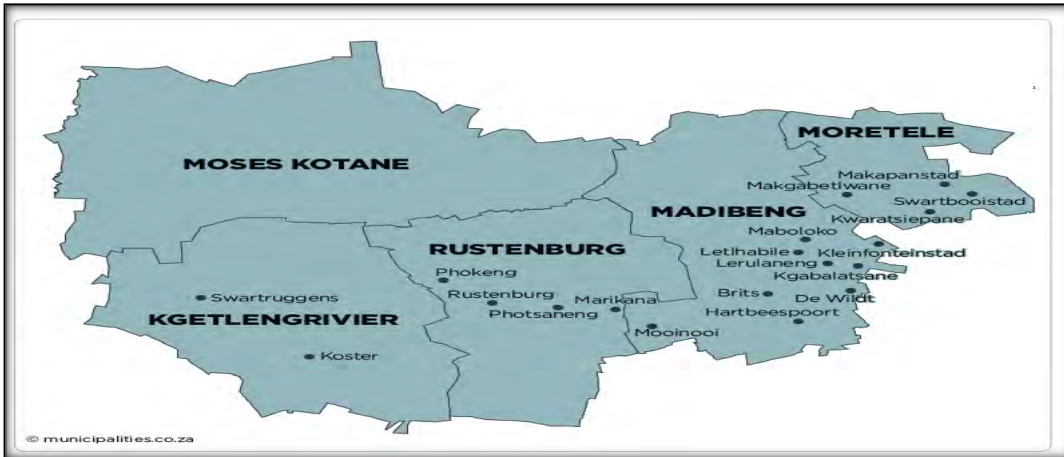 MORETELE
MOSES KOTANE
Makapanstad
Makgabetlwane
Swartbooistad
MADIBENG
Kwaratsiepane
Maboloko
RUSTENBURG
Letlhabile
Kleinfonteinstad
Lerulaneng
Phokeng
Kgabalatsane
Swartruggens
Rustenburg
Marikana
Brits
De Wildt
KGETLENGRIVIER
Photsaneng
Hartbeespoort
Mooinooi
Koster
© municipalities.co.za